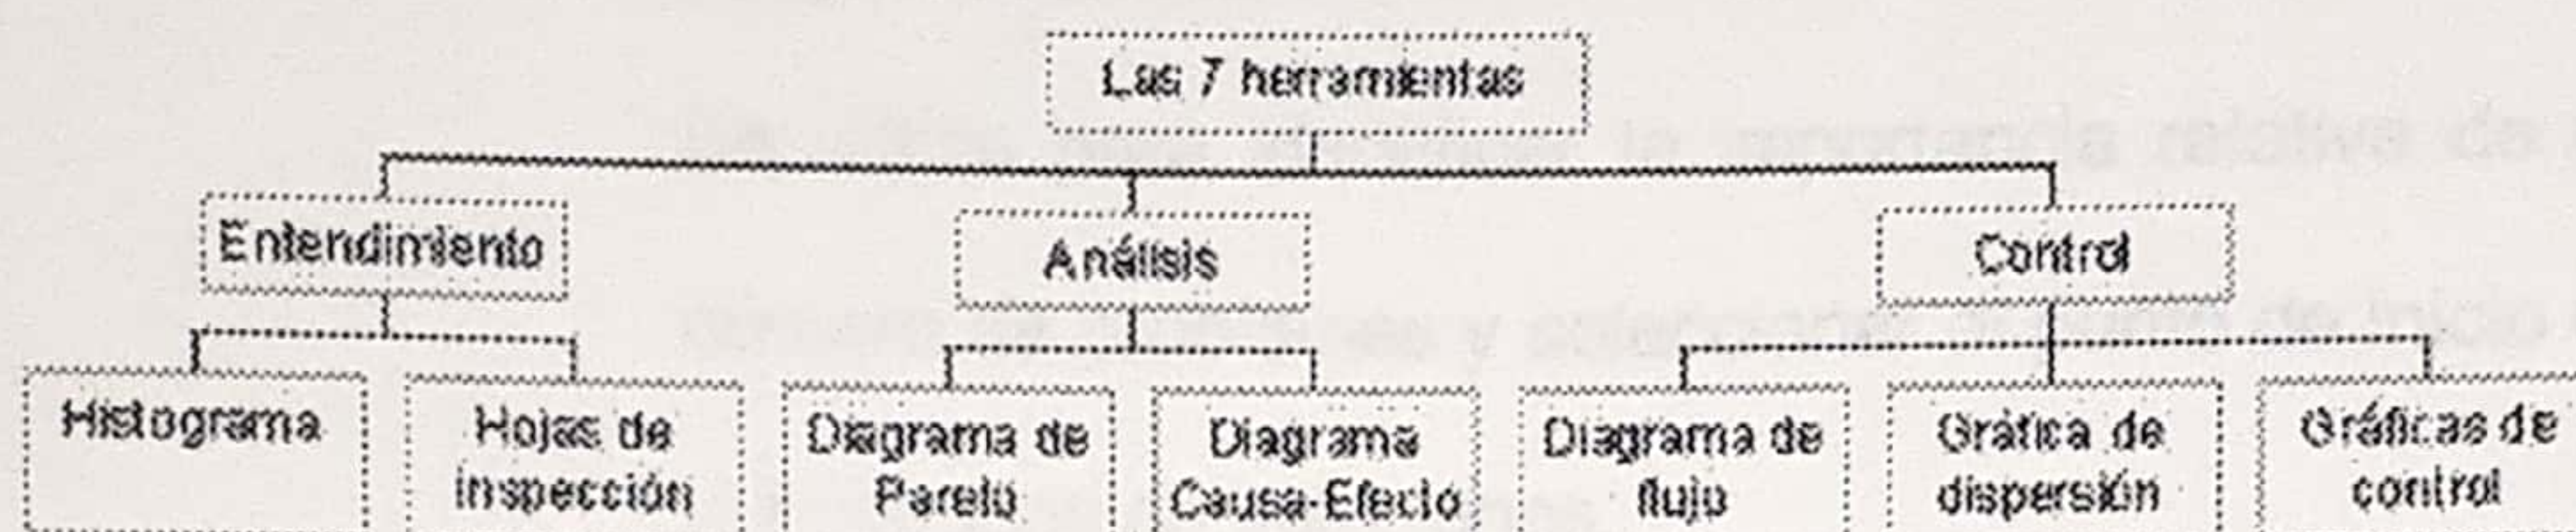 Las 7 herramientas
Entendimiento
Análisis
Control
Histograma
Hojas de
inspección
Diagrama de
Pareto
Diagrama
Causa-Efecto
Diagrama de
flujo
Gráfica de
dispersión
Gráficas de
control